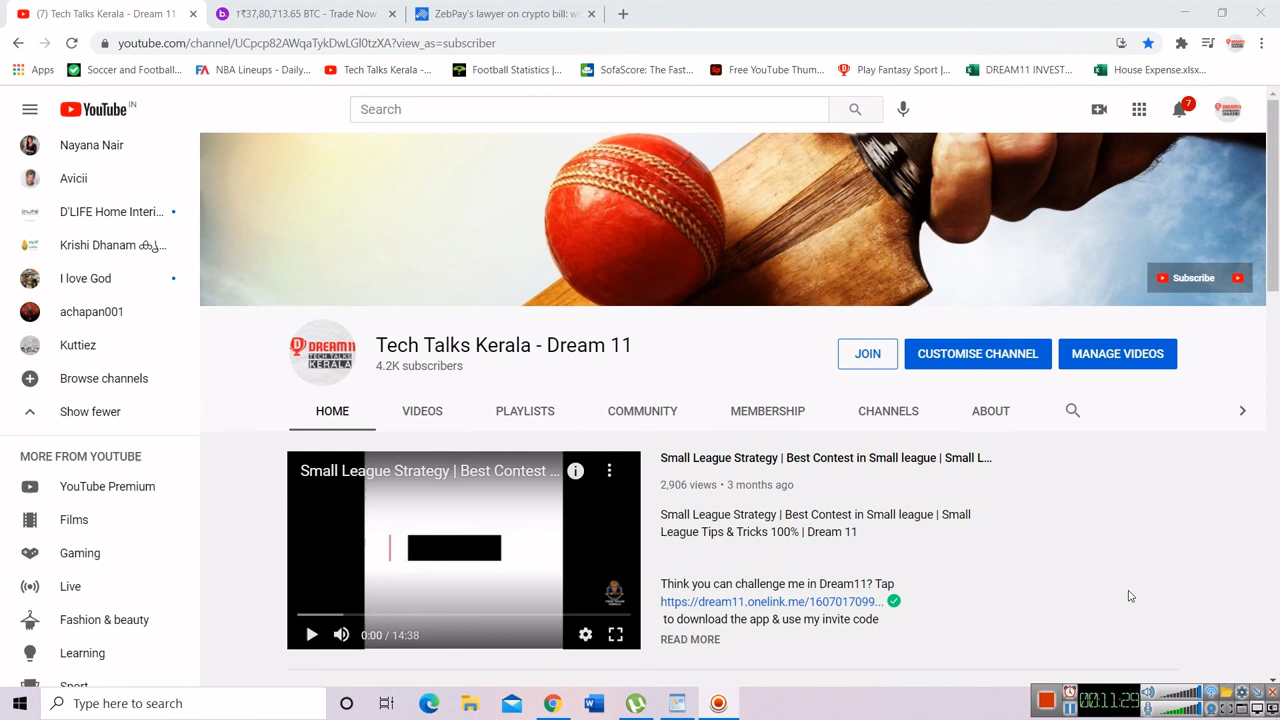 (7) Tech Talks Kerala - Dream 11
1₹37,80,713.65 BTC - Trade Now
ZebPay's lawyer on crypto bill: w
youtube.com/channel/UCpcp82AWqaTykDwLGl0tzXA?view_as=subscriber
Apps
Soccer and Football...
NBA Lineups - Daily...
Tech Talks Kerala -...
Football Statistics |...
SofaScore: The Fast...
Free YouTube Thum...
Play Fantasy Sport |...
DREAM11 INVEST...
House Expense.xlsx...
YouTube IN
Search
7
Nayana Nair
Avicii
D'LIFE Home Interi...
Krishi Dhanam കൃ...
I love God
achapan001
Kuttiez
Browse channels
Show fewer
MORE FROM YOUTUBE
YouTube Premium
Films
Gaming
Live
Fashion & beauty
Learning
Sport
Subscribe
DREAM11
TECH TALKS
KERALA
Tech Talks Kerala - Dream 11
4.2K subscribers
JOIN
CUSTOMISE CHANNEL
MANAGE VIDEOS
HOME
VIDEOS
PLAYLISTS
COMMUNITY
MEMBERSHIP
CHANNELS
ABOUT
Small League Strategy | Best Contest ...
0:00 / 14:38
Small League Strategy | Best Contest in Small league | Small L...
2,906 views • 3 months ago
Small League Strategy | Best Contest in Small league | Small
League Tips & Tricks 100% | Dream 11
Think you can challenge me in Dream11? Tap
https://dream11.onelink.me/1607017099...
to download the app & use my invite code
READ MORE
Type here to search
00:11:29